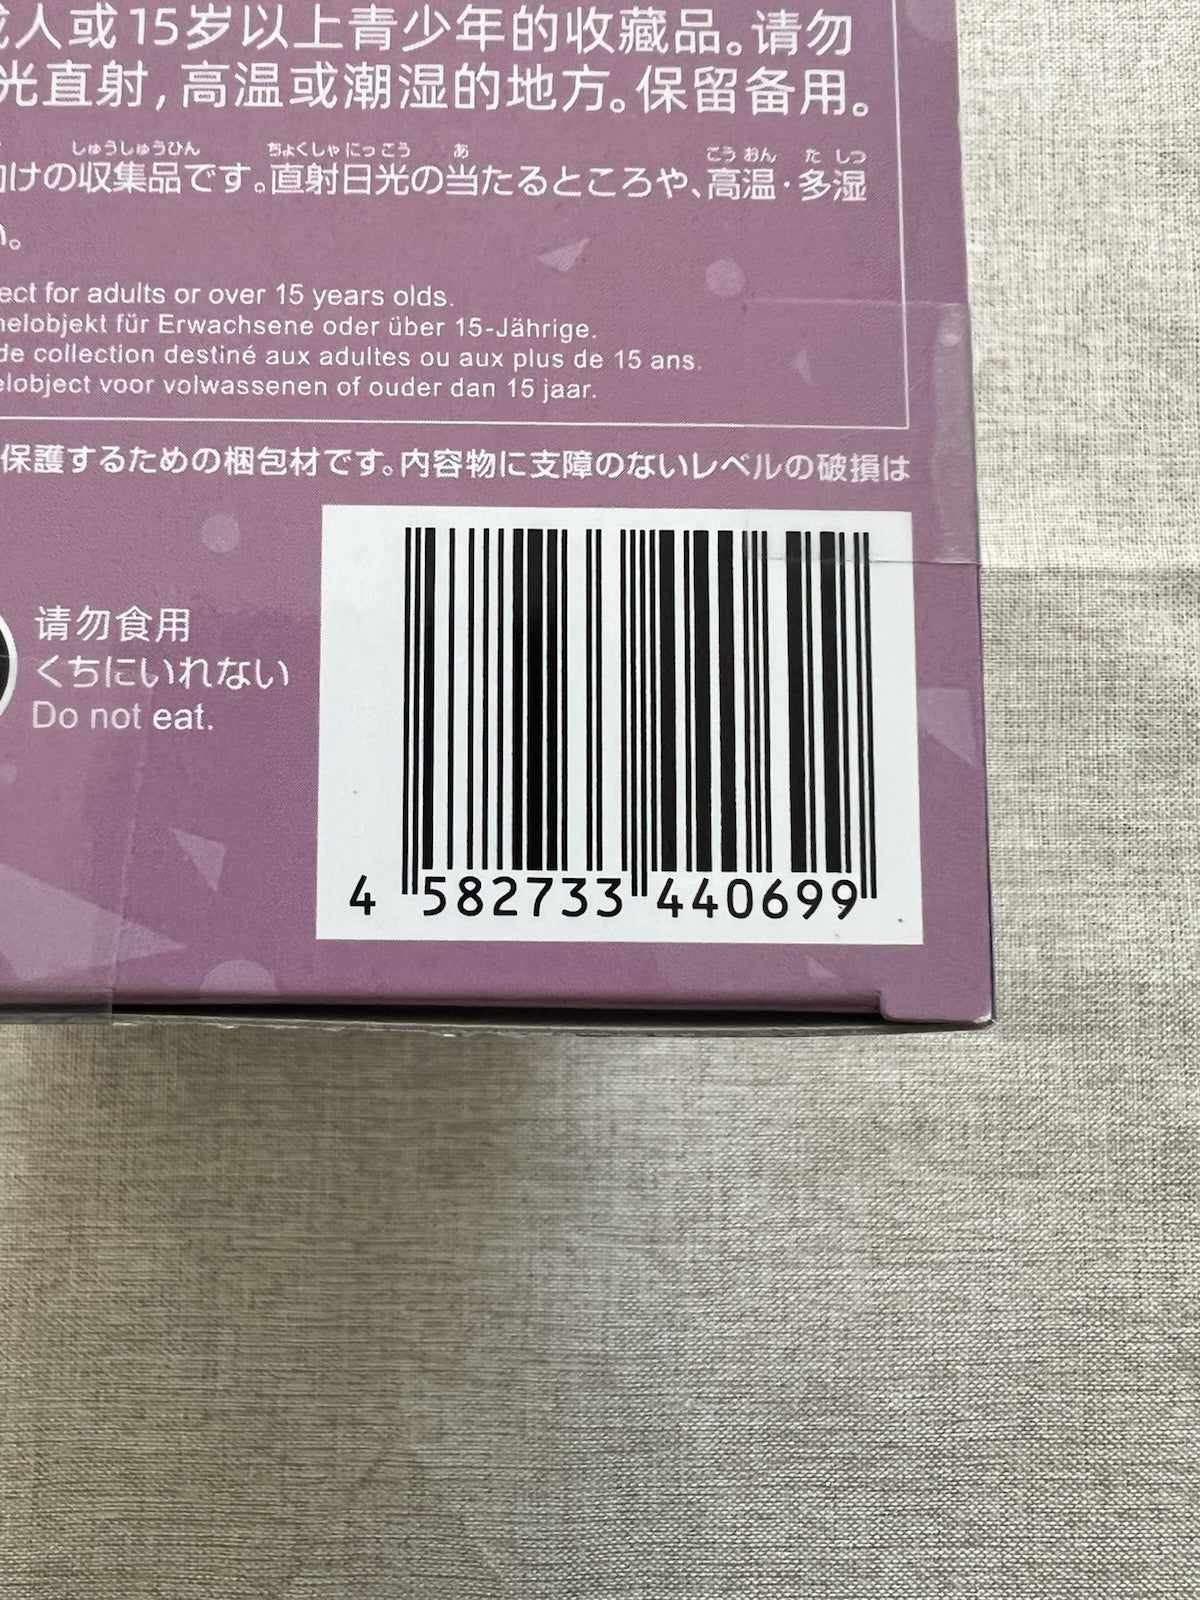 人或15岁以上青少年的收藏品。请勿
光直射，高温或潮湿的地方。保留备用。
しゅうしゅうひん ちょくしゃにっこう あ こうおん たしつ
けの収集品です。直射日光の当たるところや、高温・多湿
い。
ect for adults or over 15 years olds.
nelobjekt für Erwachsene oder über 15-Jährige.
de collection destiné aux adultes ou aux plus de 15 ans.
elobject voor volwassenen of ouder dan 15 jaar.
保護するための梱包材です。内容物に支障のないレベルの破損は
请勿食用
くちにいれない
Do not eat.
4 582733 440699